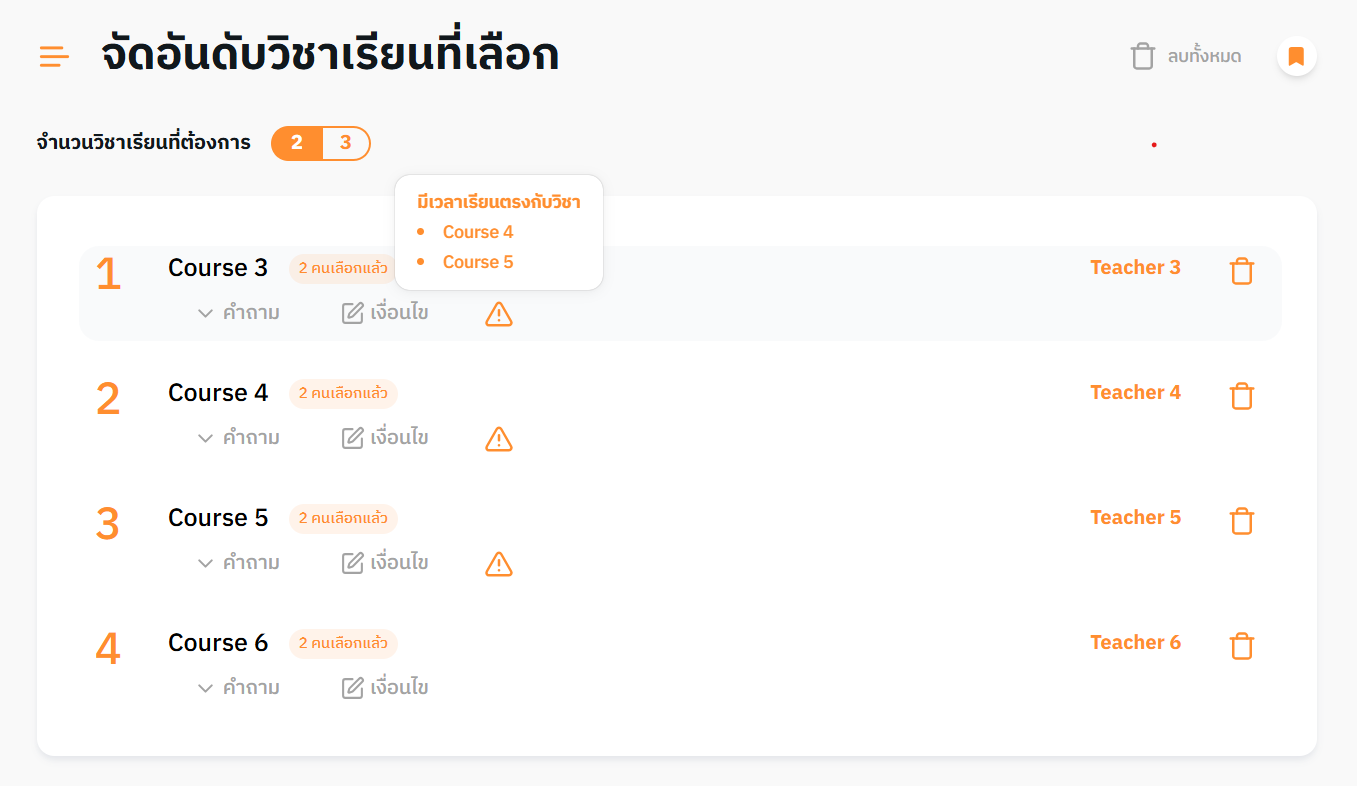 จัดอันดับวิชาเรียนที่เลือก
ลบทั้งหมด
จำนวนวิชาเรียนที่ต้องการ 2 3
มีเวลาเรียนตรงกับวิชา
Course 4
Course 5
1 Course 3 2 คนเลือกแล้ว Teacher 3
คำถาม เงื่อนไข
2 Course 4 2 คนเลือกแล้ว Teacher 4
คำถาม เงื่อนไข
3 Course 5 2 คนเลือกแล้ว Teacher 5
คำถาม เงื่อนไข
4 Course 6 2 คนเลือกแล้ว Teacher 6
คำถาม เงื่อนไข